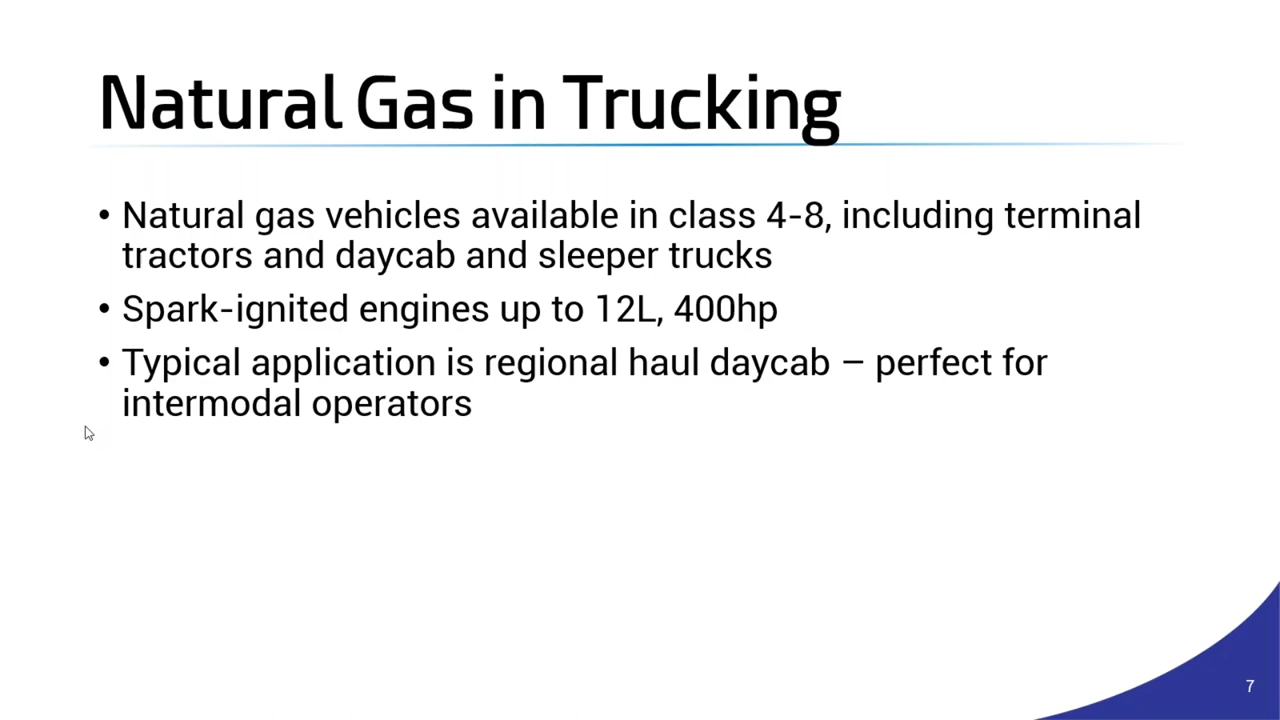 Natural Gas in Trucking
• Natural gas vehicles available in class 4-8, including terminal
tractors and daycab and sleeper trucks
• Spark-ignited engines up to 12L, 400hp
• Typical application is regional haul daycab – perfect for
intermodal operators
7